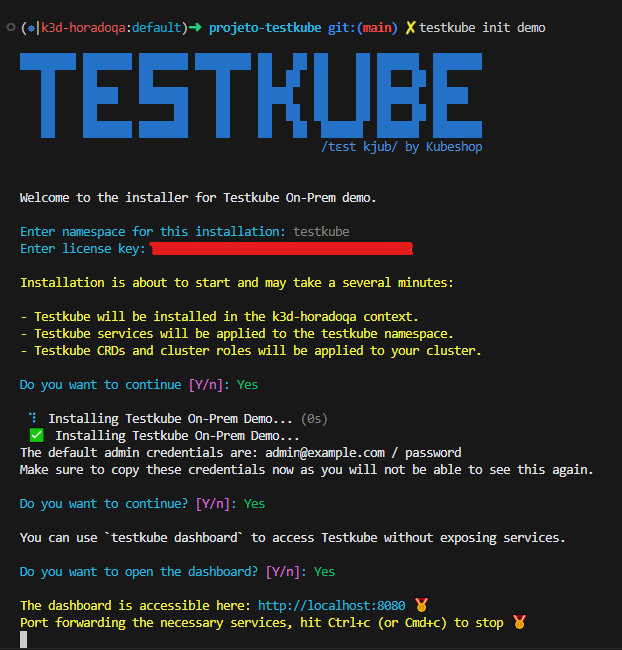 (⎈|k3d-horadoqa:default)➜ projeto-testkube git:(main) ✗ testkube init demo
TESTKUBE
/tɛst kjub/ by Kubeshop
Welcome to the installer for Testkube On-Prem demo.
Enter namespace for this installation: testkube
Enter license key:
Installation is about to start and may take a several minutes:
- Testkube will be installed in the k3d-horadoqa context.
- Testkube services will be applied to the testkube namespace.
- Testkube CRDs and cluster roles will be applied to your cluster.
Do you want to continue [Y/n]: Yes
Installing Testkube On-Prem Demo... (0s)
✅ Installing Testkube On-Prem Demo...
The default admin credentials are: admin@example.com / password
Make sure to copy these credentials now as you will not be able to see this again.
Do you want to continue? [Y/n]: Yes
You can use `testkube dashboard` to access Testkube without exposing services.
Do you want to open the dashboard? [Y/n]: Yes
The dashboard is accessible here: http://localhost:8080 🏅
Port forwarding the necessary services, hit Ctrl+c (or Cmd+c) to stop 🏅